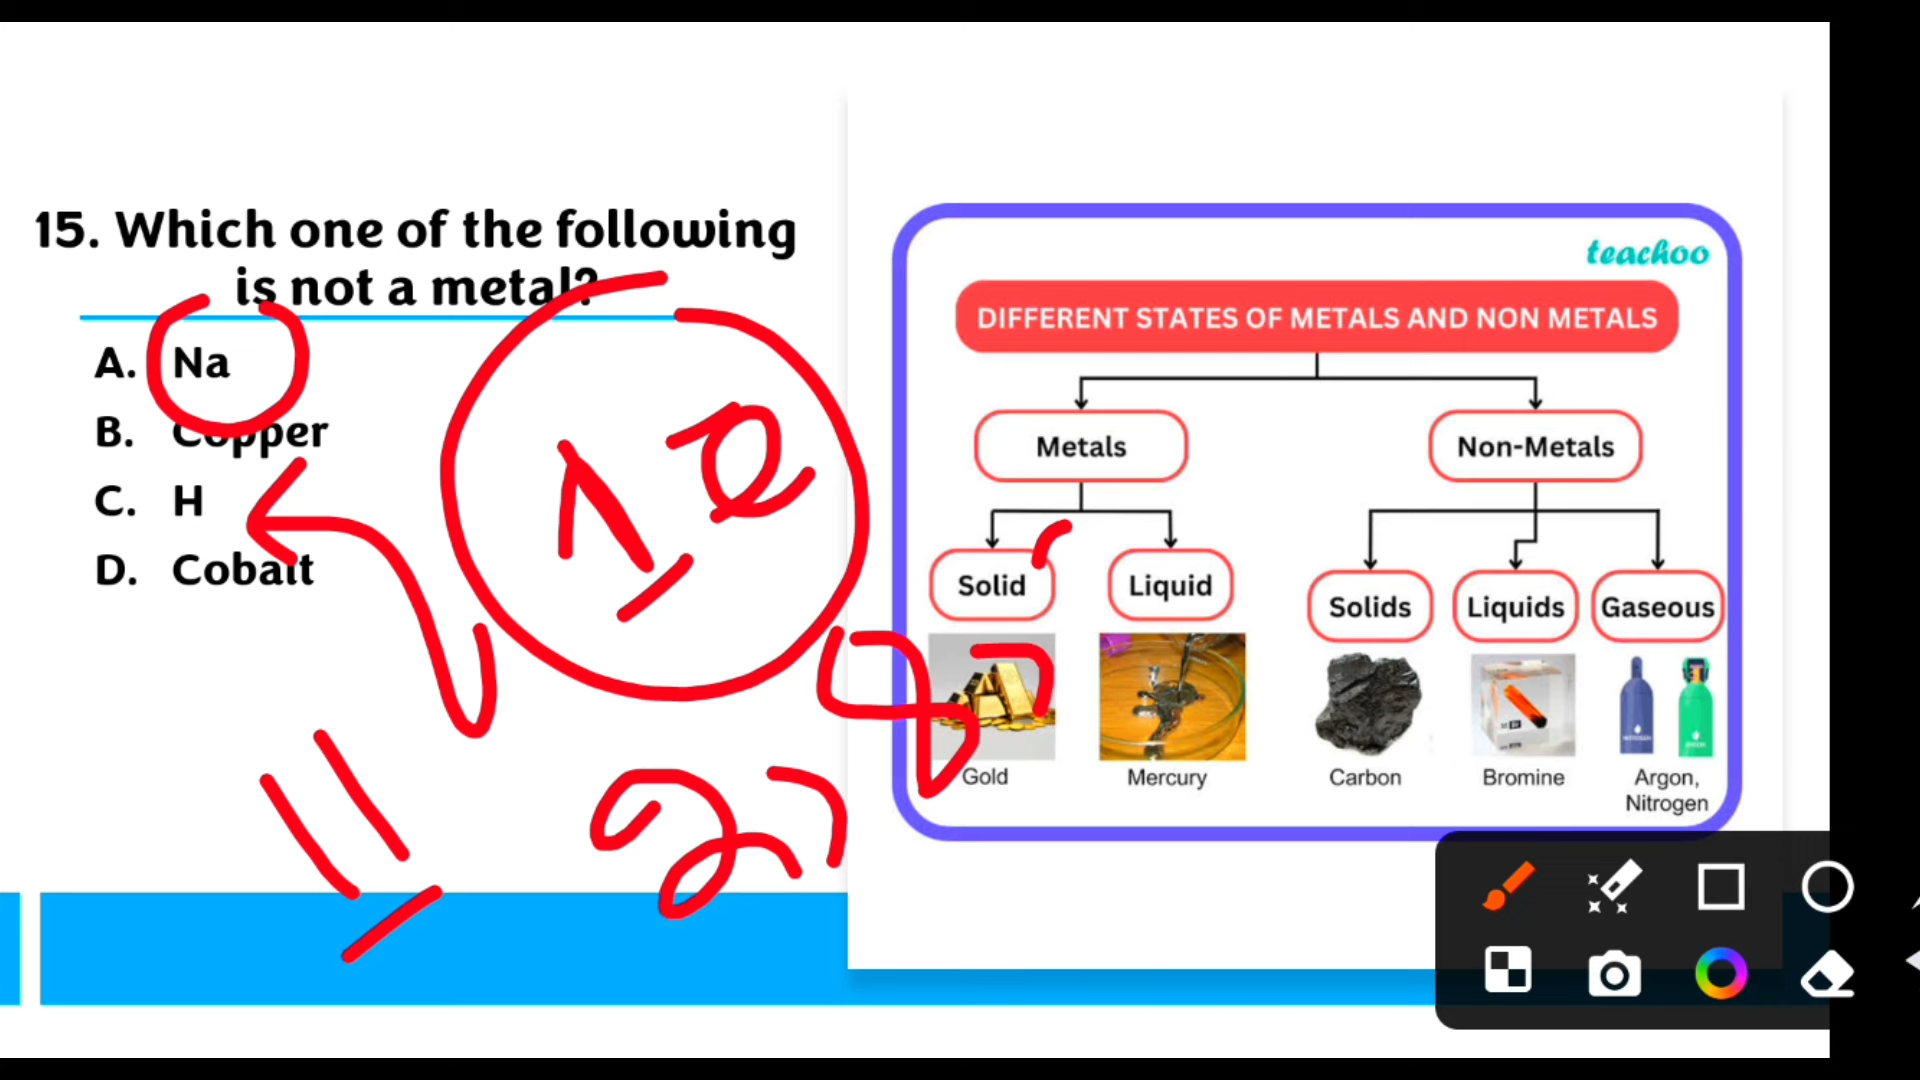 15. Which one of the following
is not a metal?
A. Na
B. Copper
C. H
D. Cobalt
teachoo
DIFFERENT STATES OF METALS AND NON METALS
Metals
Non-Metals
Solid
Liquid
Solids
Liquids
Gaseous
Gold
Mercury
Carbon
Bromine
Argon,
Nitrogen